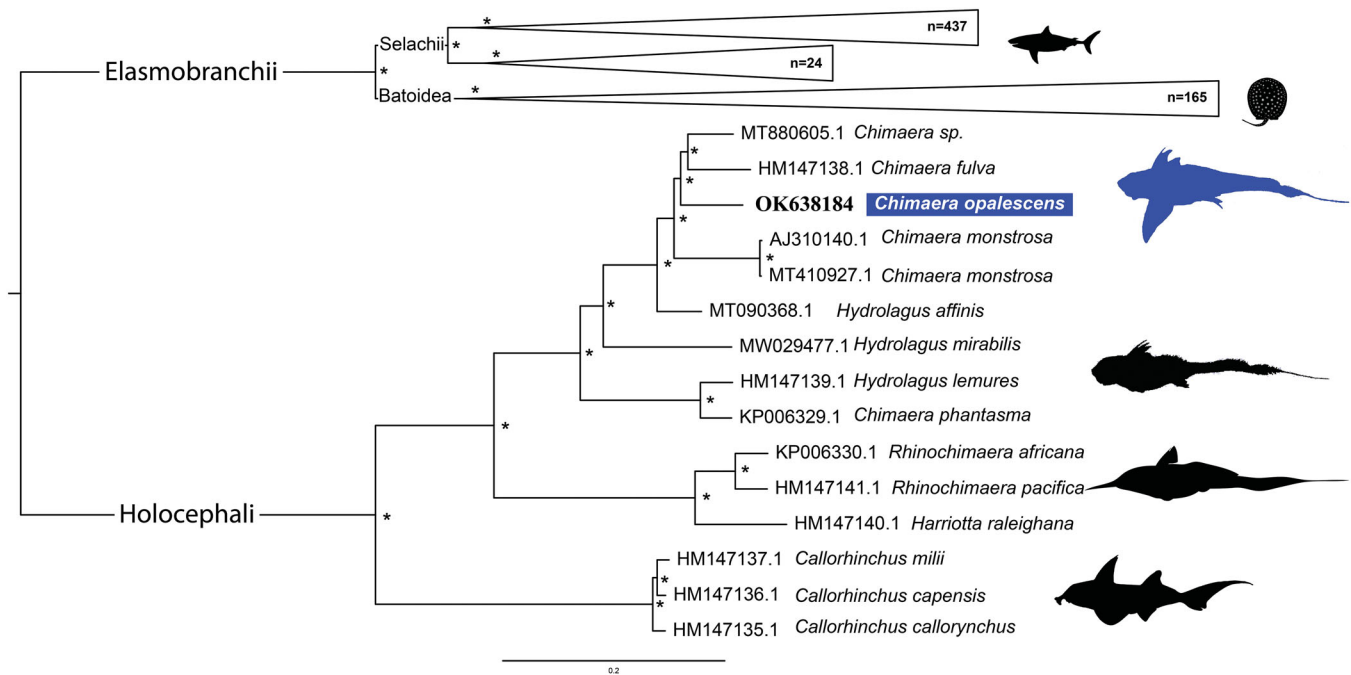 n=437
Selachii
n=24
Elasmobranchii
Batoidea
n=165
MT880605.1 Chimaera sp.
HM147138.1 Chimaera fulva
OK638184 Chimaera opalescens
AJ310140.1 Chimaera monstrosa
MT410927.1 Chimaera monstrosa
MT090368.1 Hydrolagus affinis
MW029477.1 Hydrolagus mirabilis
HM147139.1 Hydrolagus lemures
KP006329.1 Chimaera phantasma
KP006330.1 Rhinochimaera africana
HM147141.1 Rhinochimaera pacifica
Holocephali
HM147140.1 Harriotta raleighana
HM147137.1 Callorhinchus milii
HM147136.1 Callorhinchus capensis
HM147135.1 Callorhinchus callorynchus
0.2